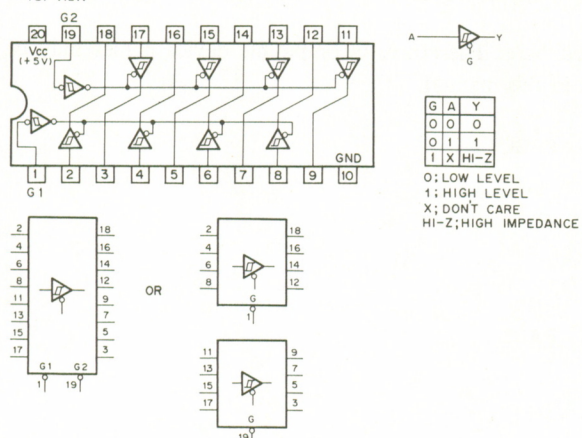 G2
20 19 18 17 16 15 14 13 12 11
Vcc
(+5V)
GND
1 2 3 4 5 6 7 8 9 10
G1
A Y
G
G A Y
0 0 0
0 1 1
1 X HI-Z
0; LOW LEVEL
1; HIGH LEVEL
X; DON'T CARE
HI-Z; HIGH IMPEDANCE
2 18
4 16
6 14
8 12
11 9
13 7
15 5
17 3
G1 G2
1 19
OR
2 18
4 16
6 14
8 12
G
1
11 9
13 7
15 5
17 3
G
19